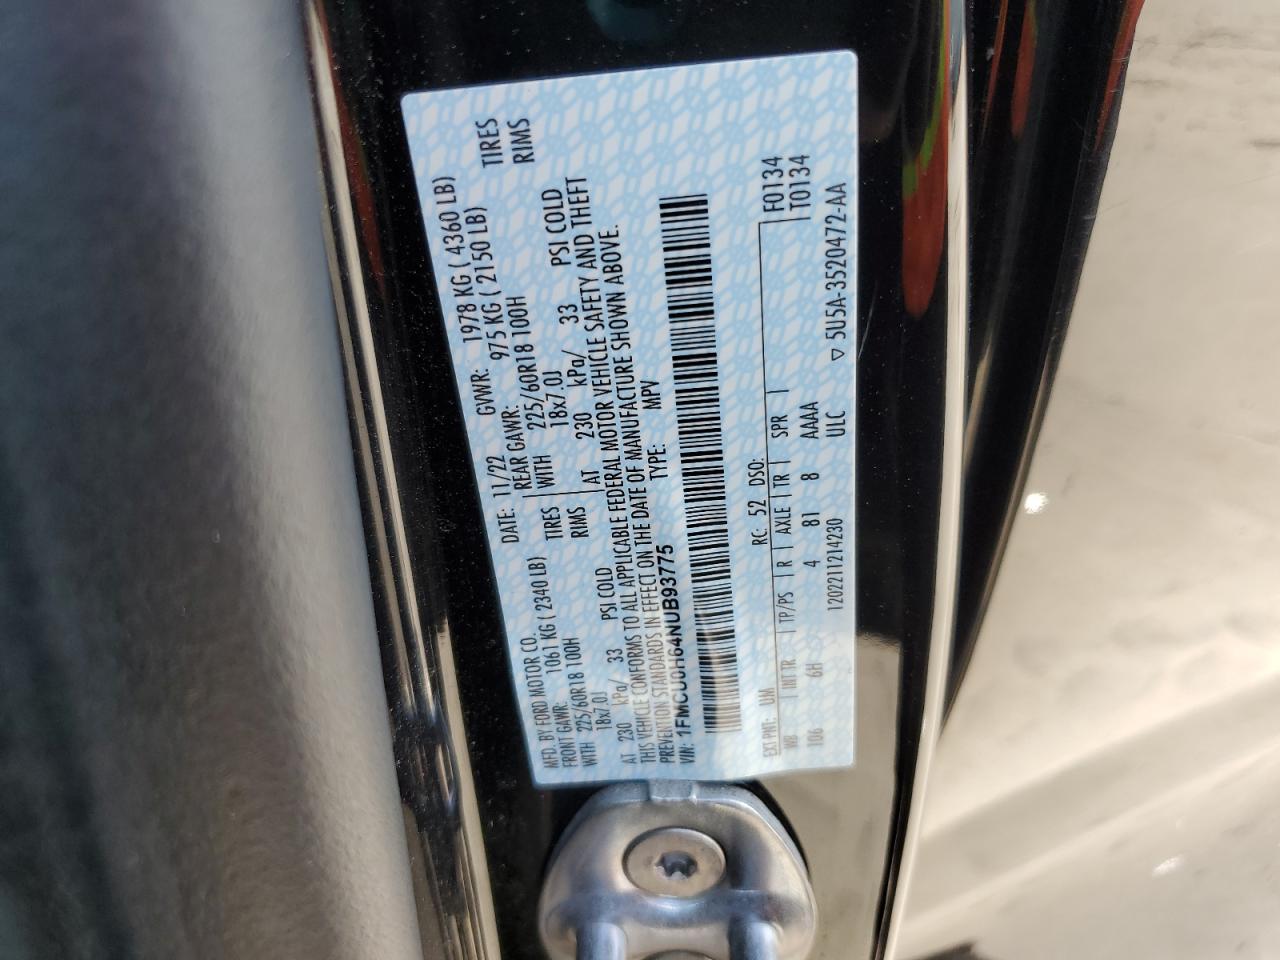 MFD. BY FORD MOTOR CO. DATE: 11/22 GVWR: 1978 KG ( 4360 LB)
FRONT GAWR: 1061 KG ( 2340 LB) REAR GAWR: 975 KG ( 2150 LB)
WITH 225/60R18 100H TIRES WITH 225/60R18 100H TIRES
18x7.0J RIMS 18x7.0J RIMS
AT 230 kPa/ 33 PSI COLD AT 230 kPa/ 33 PSI COLD
THIS VEHICLE CONFORMS TO ALL APPLICABLE FEDERAL MOTOR VEHICLE SAFETY AND THEFT
PREVENTION STANDARDS IN EFFECT ON THE DATE OF MANUFACTURE SHOWN ABOVE.
VIN: 1FMCU0H64NUB93775 TYPE: MPV
F0134
EXT PNT: UM RC: 52 DSO: T0134
WB INT TR TP/PS R AXLE TR SPR
106 6H 4 81 8 AAAA
1202211214230 ULC ▽ 5U5A-3520472-AA